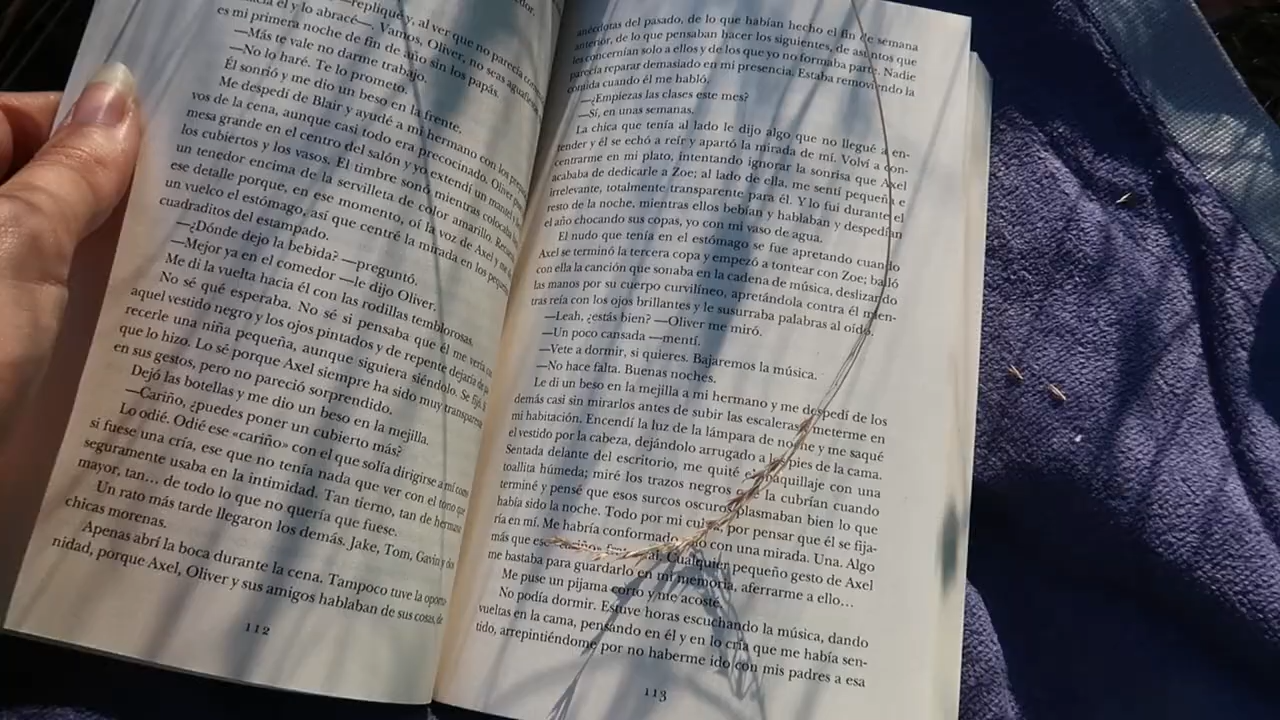 dor.
—repliqué y, al ver que no parecía
hacia él y lo abracé—. Vamos, Oliver, no seas
es mi primera noche de fin de año sin los papás.
—Más te vale no darme trabajo.
—No lo haré. Te lo prometo.
Él sonrió y me dio un beso en la frente.
Me despedí de Blair y ayudé a mi hermano con los
vos de la cena, aunque casi todo era precocinado. Oliver
mesa grande en el centro del salón y yo extendí un mantel y
los cubiertos y los vasos. El timbre sonó mientras colocaba
un tenedor encima de la servilleta de color amarillo.
ese detalle porque, en ese momento, oí la voz de Axel y me
un vuelco el estómago, así que centré la mirada en los
cuadraditos del estampado.
—¿Dónde dejo la bebida? —preguntó.
—Mejor ya en el comedor —le dijo Oliver.
Me di la vuelta hacia él con las rodillas temblorosas.
No sé qué esperaba. No sé si pensaba que él me vería
aquel vestido negro y los ojos pintados y de repente dejaría de
recerle una niña pequeña, aunque siguiera siéndolo. Se fijó,
que lo hizo. Lo sé porque Axel siempre ha sido muy transparente
en sus gestos, pero no pareció sorprendido.
Dejó las botellas y me dio un beso en la mejilla.
—Cariño, ¿puedes poner un cubierto más?
Lo odié. Odié ese «cariño» con el que solía dirigirse a mí como
si fuese una cría, ese que no tenía nada que ver con el tono que
seguramente usaba en la intimidad. Tan tierno, tan de hermano
mayor, tan… de todo lo que no quería que fuese.
Un rato más tarde llegaron los demás. Jake, Tom, Gavin y dos
chicas morenas.
Apenas abrí la boca durante la cena. Tampoco tuve la
nidad, porque Axel, Oliver y sus amigos hablaban de sus cosas, de
112
anécdotas del pasado, de lo que habían hecho el fin de semana
anterior, de lo que pensaban hacer los siguientes, de asuntos que
les concernían solo a ellos y de los que yo no formaba parte. Nadie
parecía reparar demasiado en mi presencia. Estaba removiendo la
comida cuando él me habló.
—¿Empiezas las clases este mes?
—Sí, en unas semanas.
La chica que tenía al lado le dijo algo que no llegué a en-
tender y él se echó a reír y apartó la mirada de mí. Volví a con-
centrarme en mi plato, intentando ignorar la sonrisa que Axel
acababa de dedicarle a Zoe; al lado de ella, me sentí pequeña e
irrelevante, totalmente transparente para él. Y lo fui durante el
resto de la noche, mientras ellos bebían y hablaban y despedían
el año chocando sus copas, yo con mi vaso de agua.
El nudo que tenía en el estómago se fue apretando cuando
Axel se terminó la tercera copa y empezó a tontear con Zoe; bailó
con ella la canción que sonaba en la cadena de música, deslizando
las manos por su cuerpo curvilíneo, apretándola contra él mien-
tras reía con los ojos brillantes y le susurraba palabras al oído.
—Leah, ¿estás bien? —Oliver me miró.
—Un poco cansada —mentí.
—Vete a dormir, si quieres. Bajaremos la música.
—No hace falta. Buenas noches.
Le di un beso en la mejilla a mi hermano y me despedí de los
demás casi sin mirarlos antes de subir las escaleras y meterme en
mi habitación. Encendí la luz de la lámpara de noche y me saqué
el vestido por la cabeza, dejándolo arrugado a los pies de la cama.
Sentada delante del escritorio, me quité el maquillaje con una
toallita húmeda; miré los trazos negros que la cubrían cuando
terminé y pensé que esos surcos oscuros plasmaban bien lo que
había sido la noche. Todo por mi culpa, por pensar que él se fija-
ría en mí. Me habría conformado solo con una mirada. Una. Algo
más que ese «cariño» fraternal. Cualquier pequeño gesto de Axel
me bastaba para guardarlo en mi memoria, aferrarme a ello…
Me puse un pijama corto y me acosté.
No podía dormir. Estuve horas escuchando la música, dando
vueltas en la cama, pensando en él y en lo cría que me había sen-
tido, arrepintiéndome por no haberme ido con mis padres a esa
113